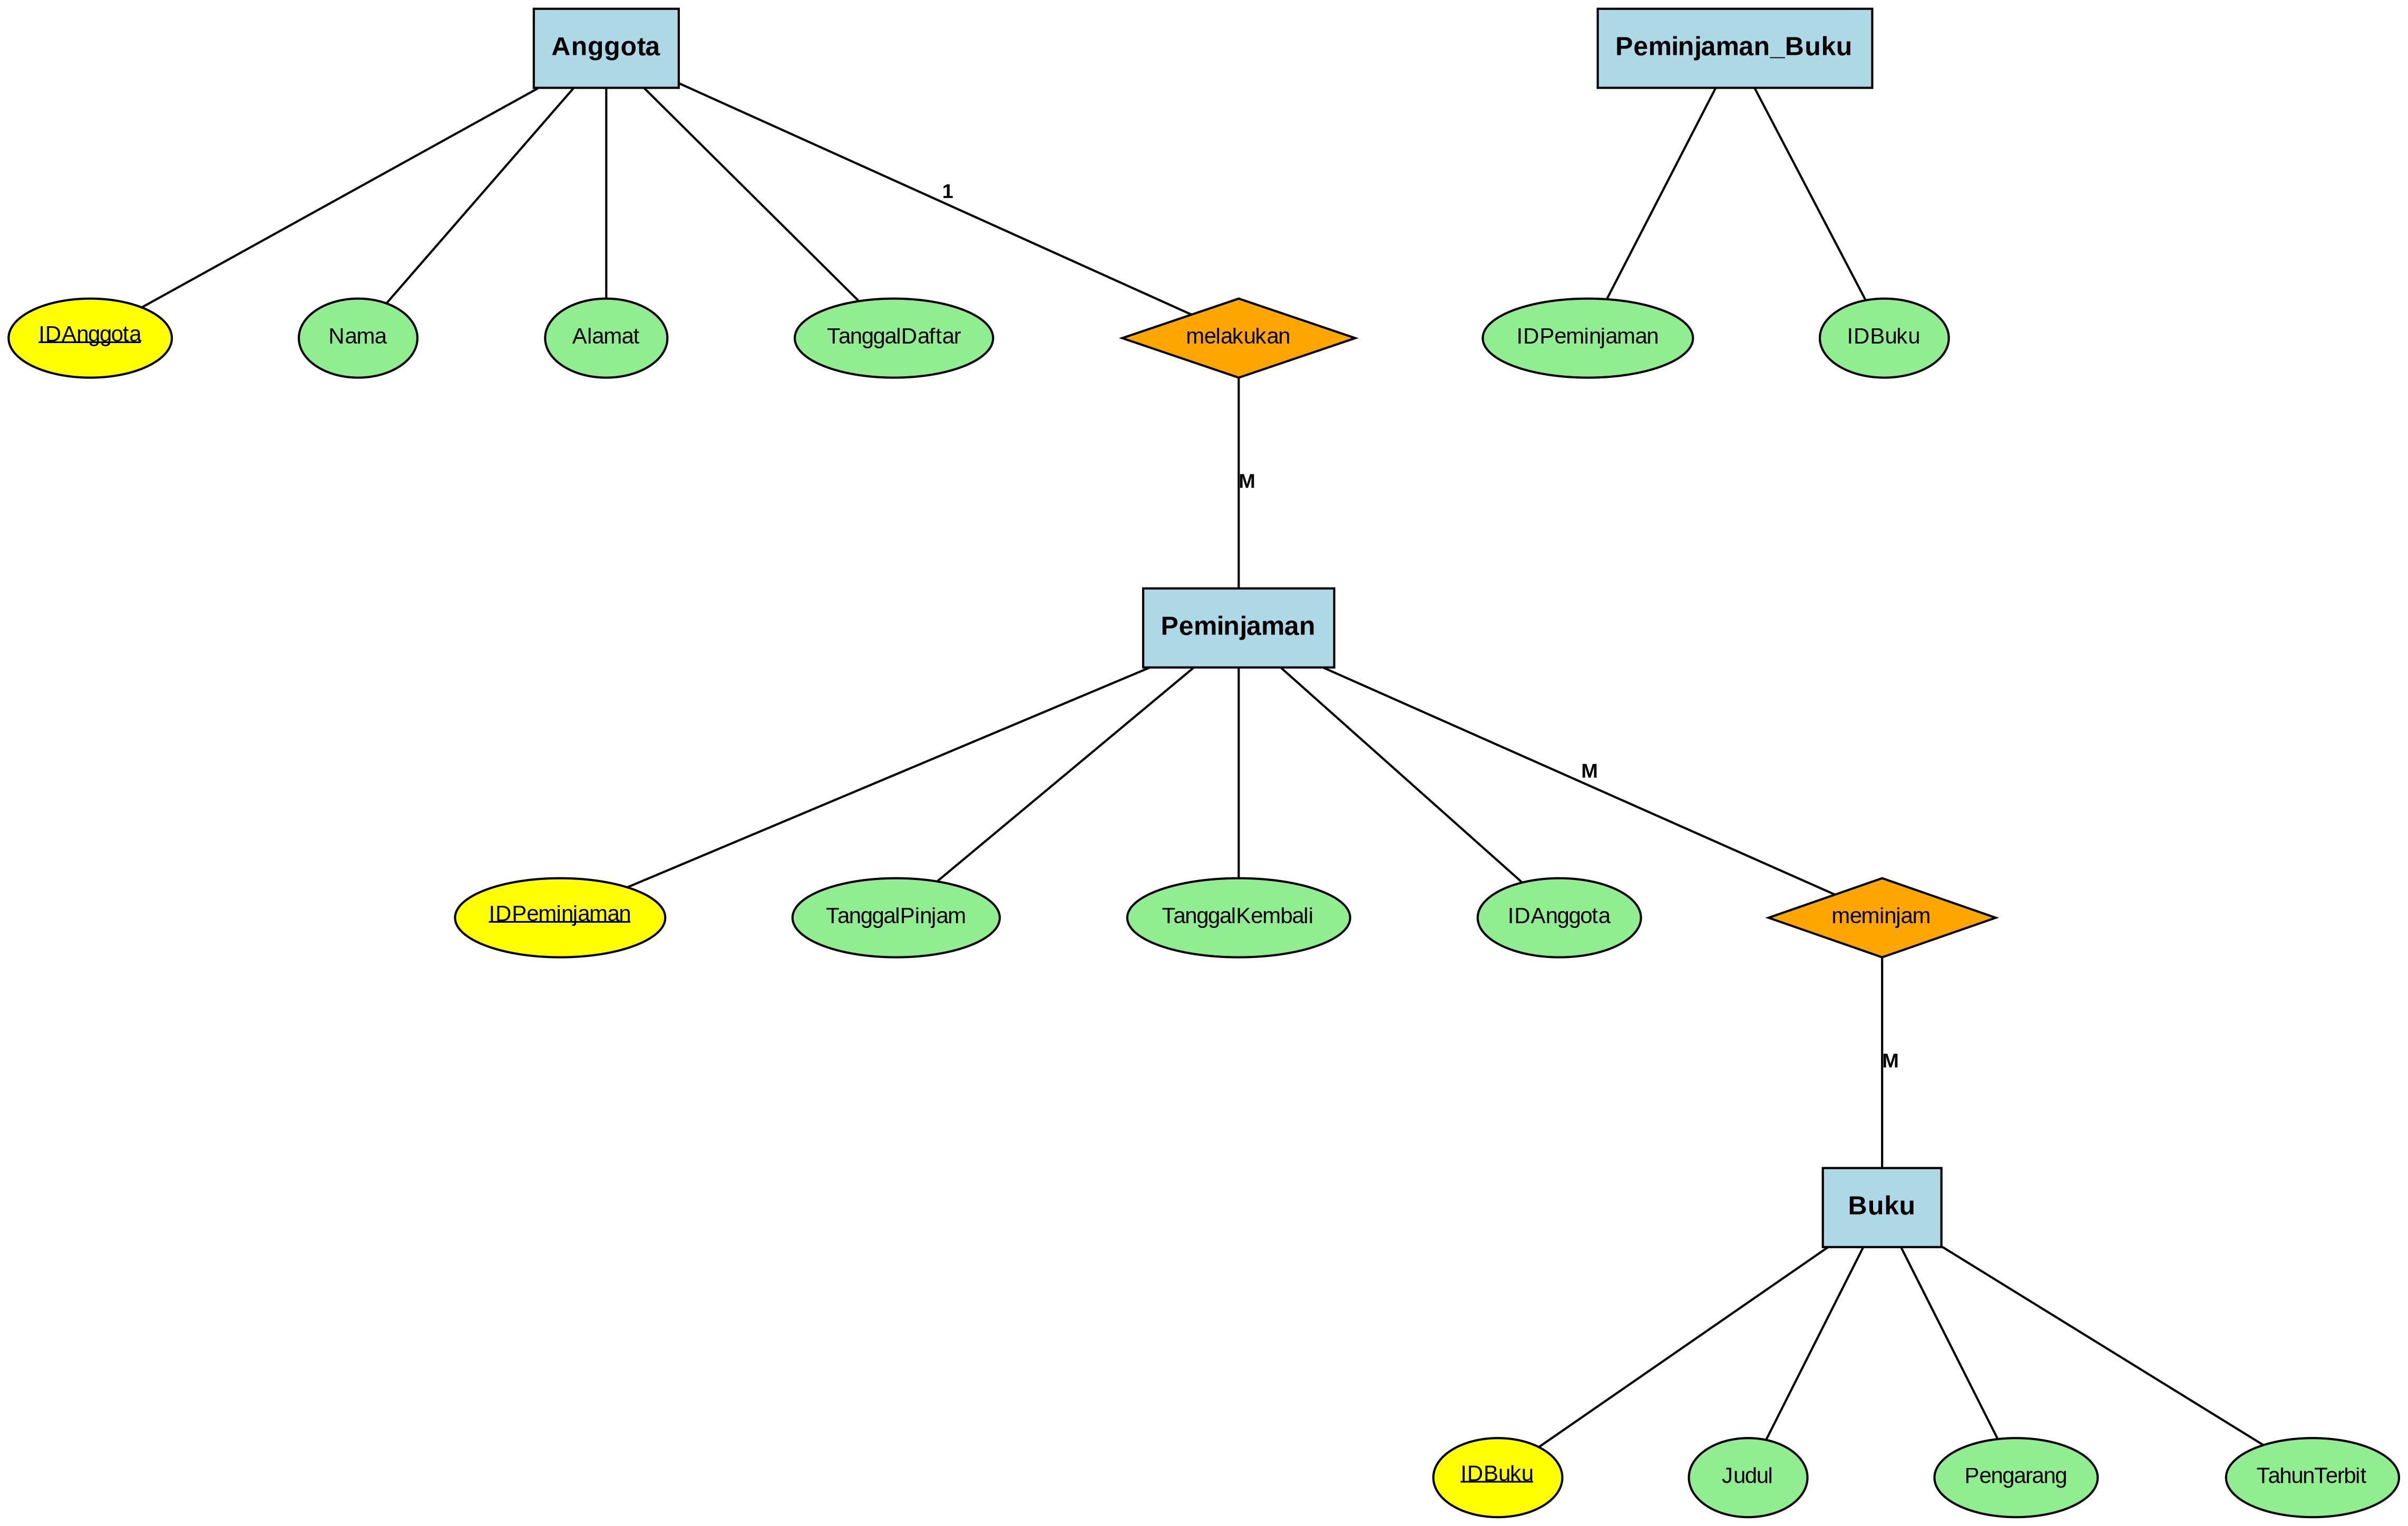 Anggota
Peminjaman_Buku
1
IDAnggota
Nama
Alamat
TanggalDaftar
melakukan
IDPeminjaman
IDBuku
M
Peminjaman
M
IDPeminjaman
TanggalPinjam
TanggalKembali
IDAnggota
meminjam
M
Buku
IDBuku
Judul
Pengarang
TahunTerbit